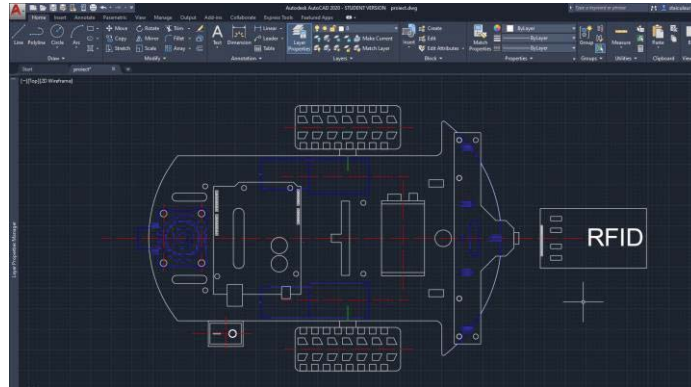 Autodesk AutoCAD 2020 - STUDENT VERSION project.dwg
Type a keyword or phrase
Home Insert Annotate Parametric View Manage Output Add-ins Collaborate Express Tools Featured Apps
Line Polyline Circle Arc
Move Rotate Trim
Copy Mirror Fillet
Stretch Scale Array
Text Dimension
Linear
Leader
Table
Layer Properties
Make Current
Match Layer
Insert
Create
Edit
Edit Attributes
Match Properties
ByLayer
ByLayer
ByLayer
Group
Measure
Paste
Draw Modify Annotation Layers Block Properties Groups Utilities Clipboard
Start project*
[-][Top][2D Wireframe]
Layer Properties Manager
RFID